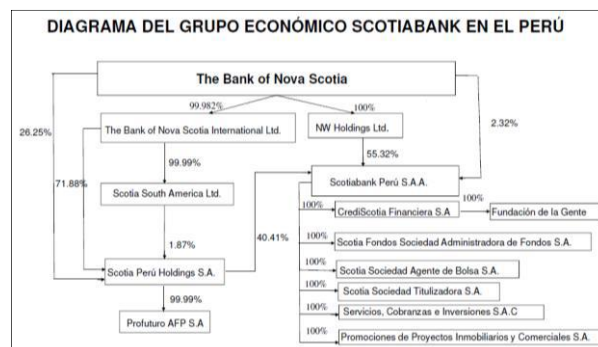 DIAGRAMA DEL GRUPO ECONÓMICO SCOTIABANK EN EL PERÚ
The Bank of Nova Scotia
99.982%
100%
26.25%
2.32%
The Bank of Nova Scotia International Ltd.
NW Holdings Ltd.
99.99%
55.32%
71.88%
Scotiabank Perú S.A.A.
Scotia South America Ltd.
100%
100%
CrediScotia Financiera S.A
Fundación de la Gente
1.87%
40.41%
100%
Scotia Fondos Sociedad Administradora de Fondos S.A.
Scotia Perú Holdings S.A.
100%
Scotia Sociedad Agente de Bolsa S.A.
100%
Scotia Sociedad Titulizadora S.A.
99.99%
100%
Servicios, Cobranzas e Inversiones S.A.C
Profuturo AFP S.A
100%
Promociones de Proyectos Inmobiliarios y Comerciales S.A.